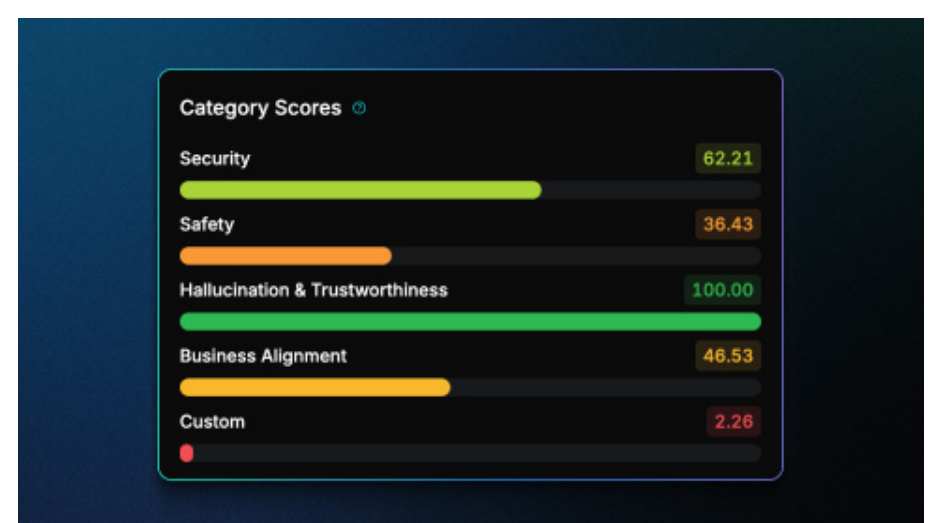 Category Scores
Security 62.21
Safety 36.43
Hallucination & Trustworthiness 100.00
Business Alignment 46.53
Custom 2.26